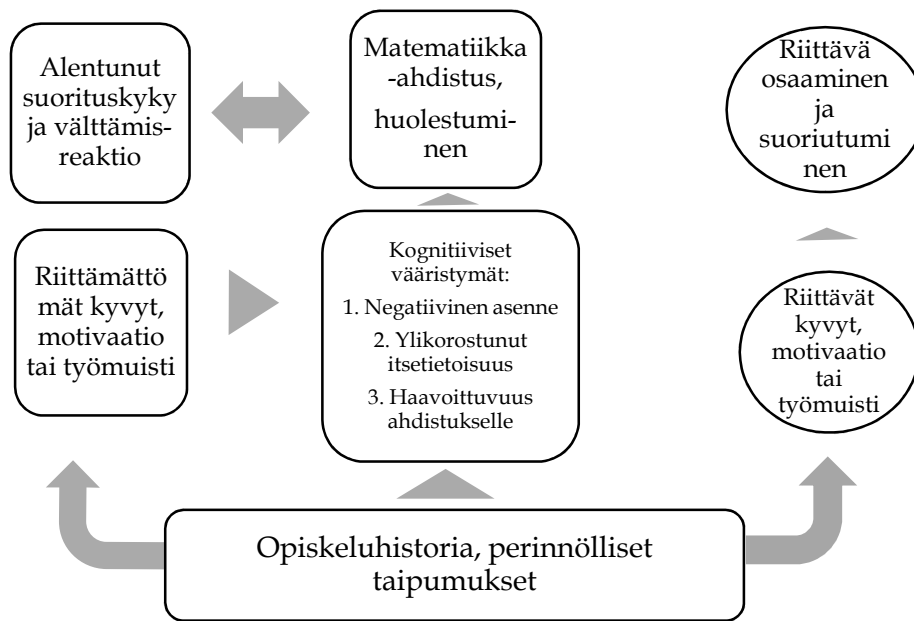 Alentunut
suorituskyky
ja välttämis-
reaktio
Matematiikka
-ahdistus,
huolestumi-
nen
Riittävä
osaaminen
ja
suoriutumi
nen
Riittämättö
mät kyvyt,
motivaatio
tai työmuisti
Kognitiiviset
vääristymät:
1. Negatiivinen asenne
2. Ylikorostunut
itsetietoisuus
3. Haavoittuvuus
ahdistukselle
Riittävät
kyvyt,
motivaatio
tai
työmuisti
Opiskeluhistoria, perinnölliset
taipumukset